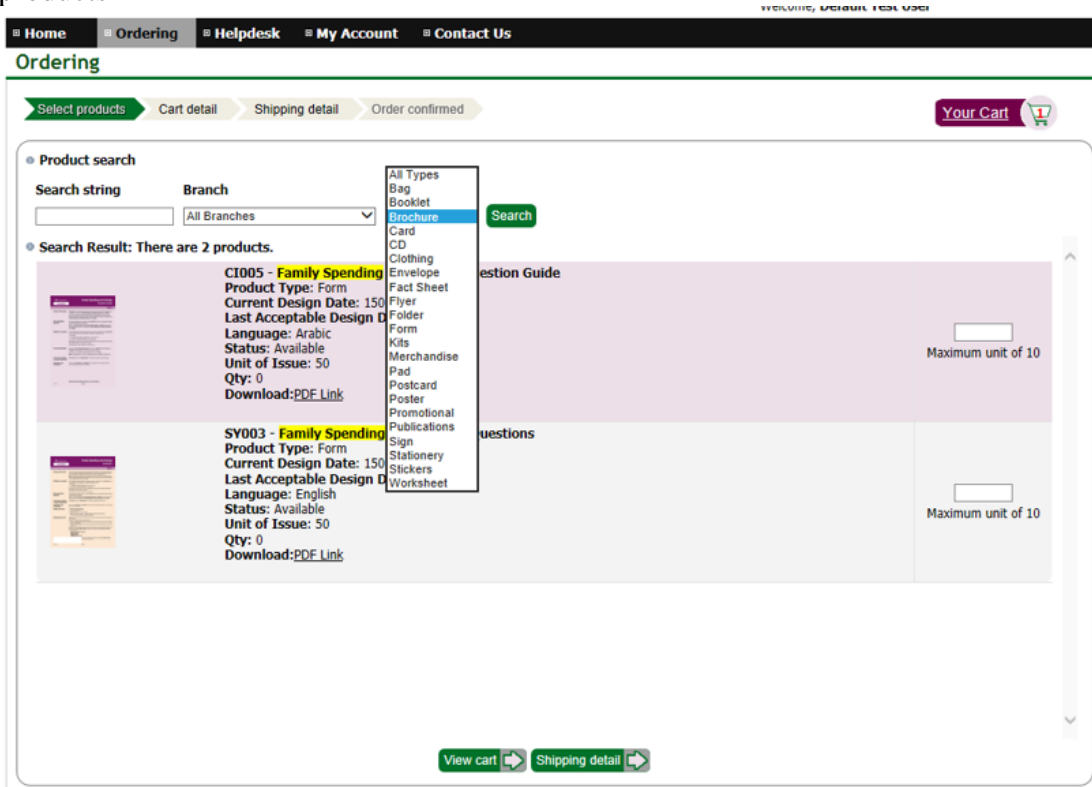 products
Welcome, Default Test User
Home Ordering Helpdesk My Account Contact Us
Ordering
Select products Cart detail Shipping detail Order confirmed
Your Cart 1
Product search
Search string Branch
All Branches
Search
All Types
Bag
Booklet
Brochure
Card
CD
Clothing
Envelope
Fact Sheet
Flyer
Folder
Form
Kits
Merchandise
Pad
Postcard
Poster
Promotional
Publications
Sign
Stationery
Stickers
Worksheet
Search Result: There are 2 products.
CI005 - Family Spending estion Guide
Product Type: Form
Current Design Date: 150
Last Acceptable Design D
Language: Arabic
Status: Available
Unit of Issue: 50
Qty: 0
Download:PDF Link
Maximum unit of 10
SY003 - Family Spending uestions
Product Type: Form
Current Design Date: 150
Last Acceptable Design D
Language: English
Status: Available
Unit of Issue: 50
Qty: 0
Download:PDF Link
Maximum unit of 10
View cart Shipping detail